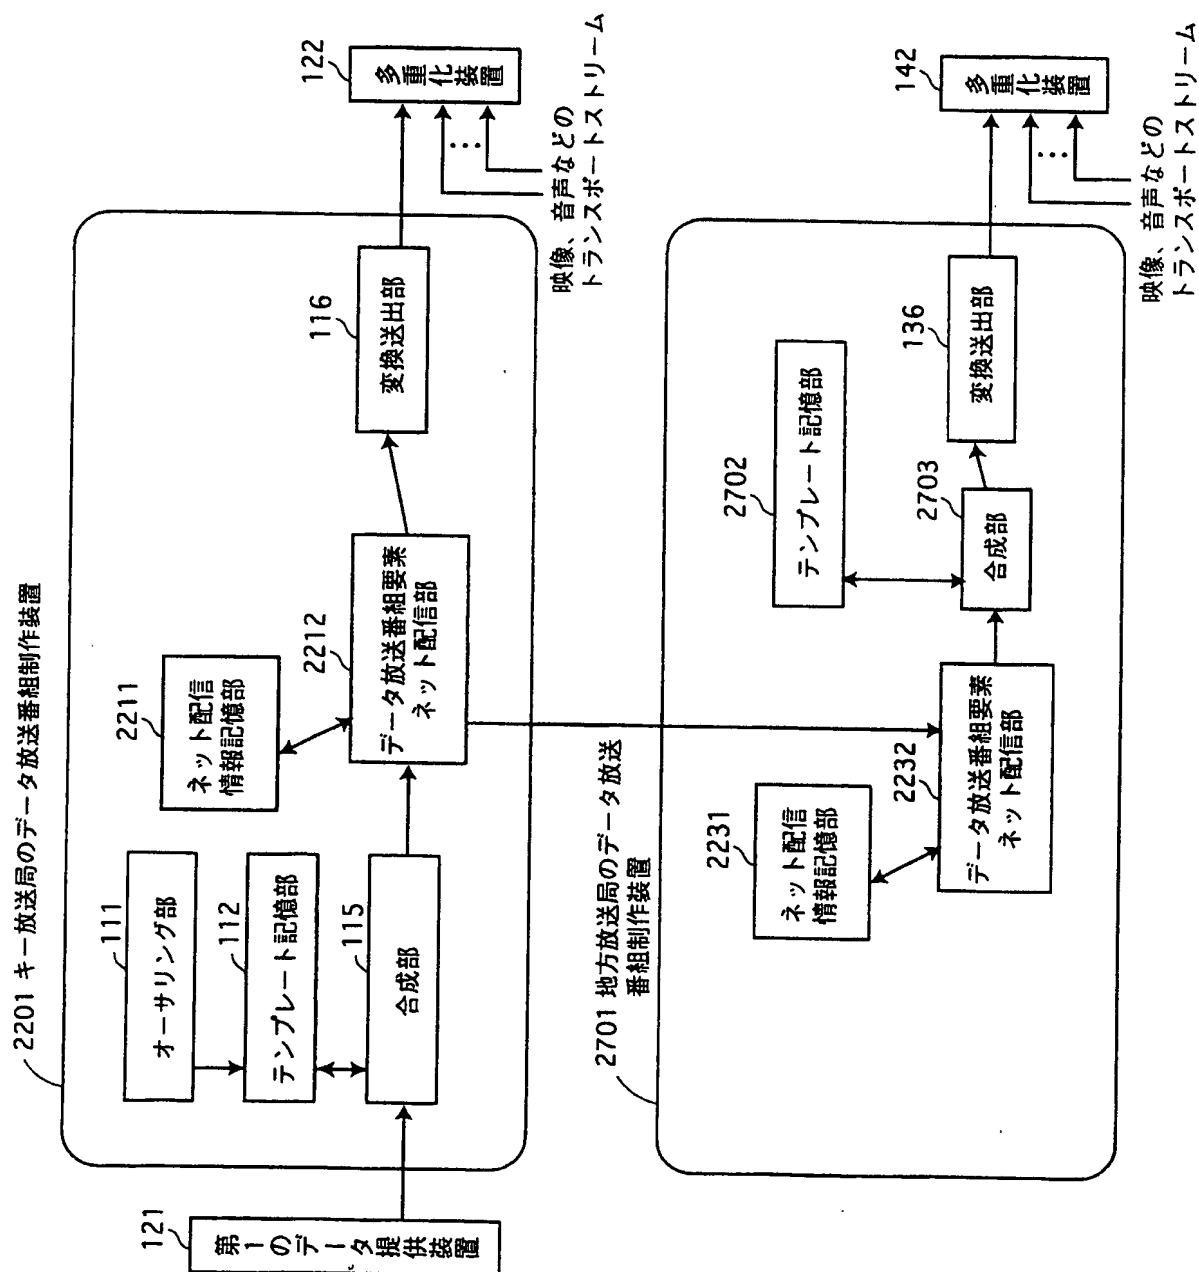 2201 キー放送局のデータ放送番組制作装置
121
第1のデータ提供装置
111
オーサリング部
112
テンプレート記憶部
115
合成部
2211
ネット配信
情報記憶部
2212
データ放送番組要素
ネット配信部
116
変換送出部
122
多重化装置
映像、音声などの
トランスポートストリーム
2701 地方放送局のデータ放送
番組制作装置
2231
ネット配信
情報記憶部
2232
データ放送番組要素
ネット配信部
2702
テンプレート記憶部
2703
合成部
136
変換送出部
142
多重化装置
映像、音声などの
トランスポートストリーム